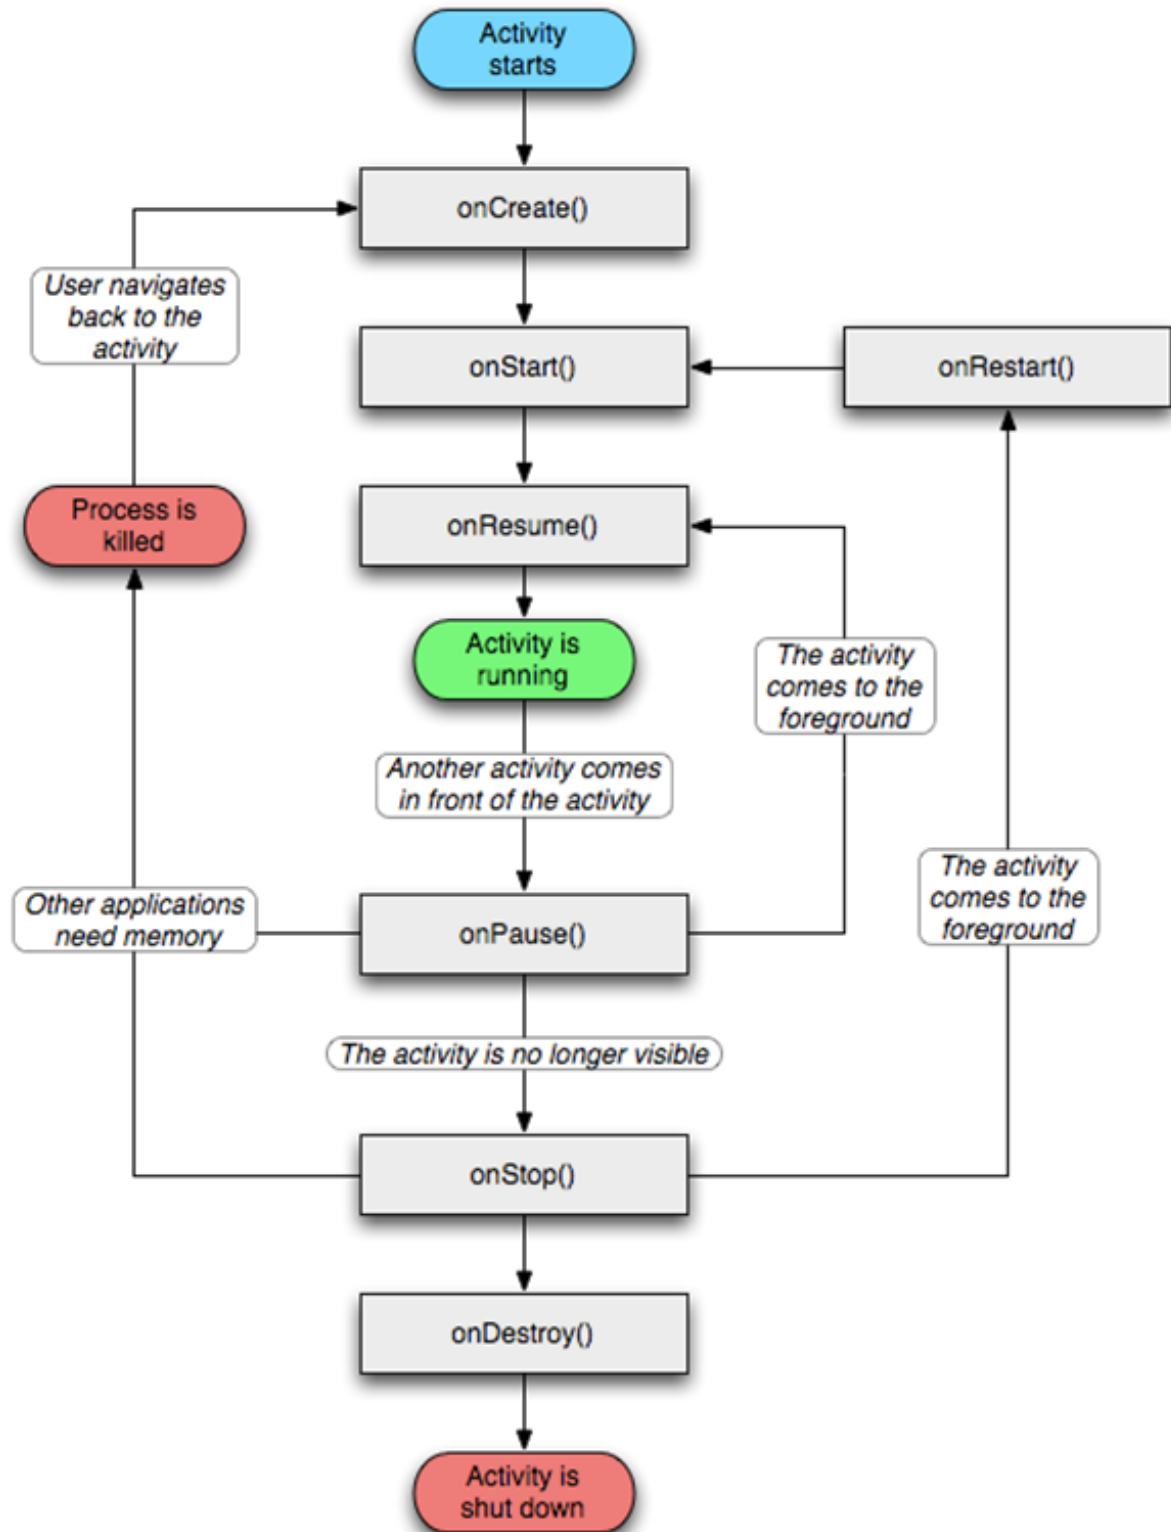 Activity
starts
onCreate()
User navigates
back to the
activity
onStart()
onRestart()
Process is
killed
onResume()
Activity is
running
The activity
comes to the
foreground
Another activity comes
in front of the activity
The activity
comes to the
foreground
Other applications
need memory
onPause()
The activity is no longer visible
onStop()
onDestroy()
Activity is
shut down